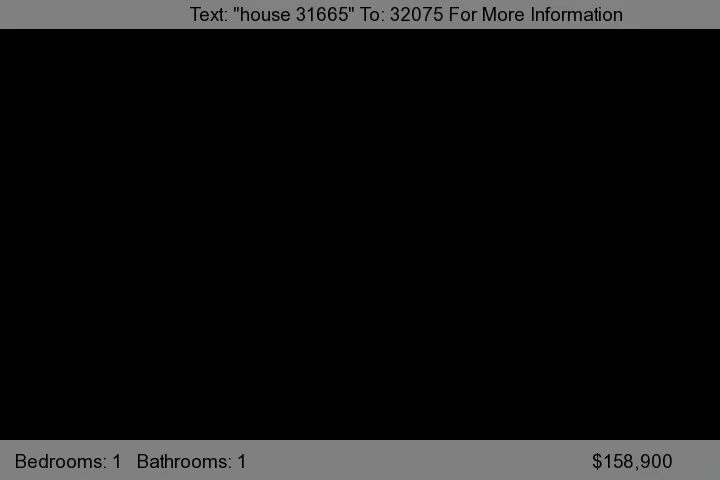 Text: "house 31665" To: 32075 For More Information
Bedrooms: 1 Bathrooms: 1 $158,900